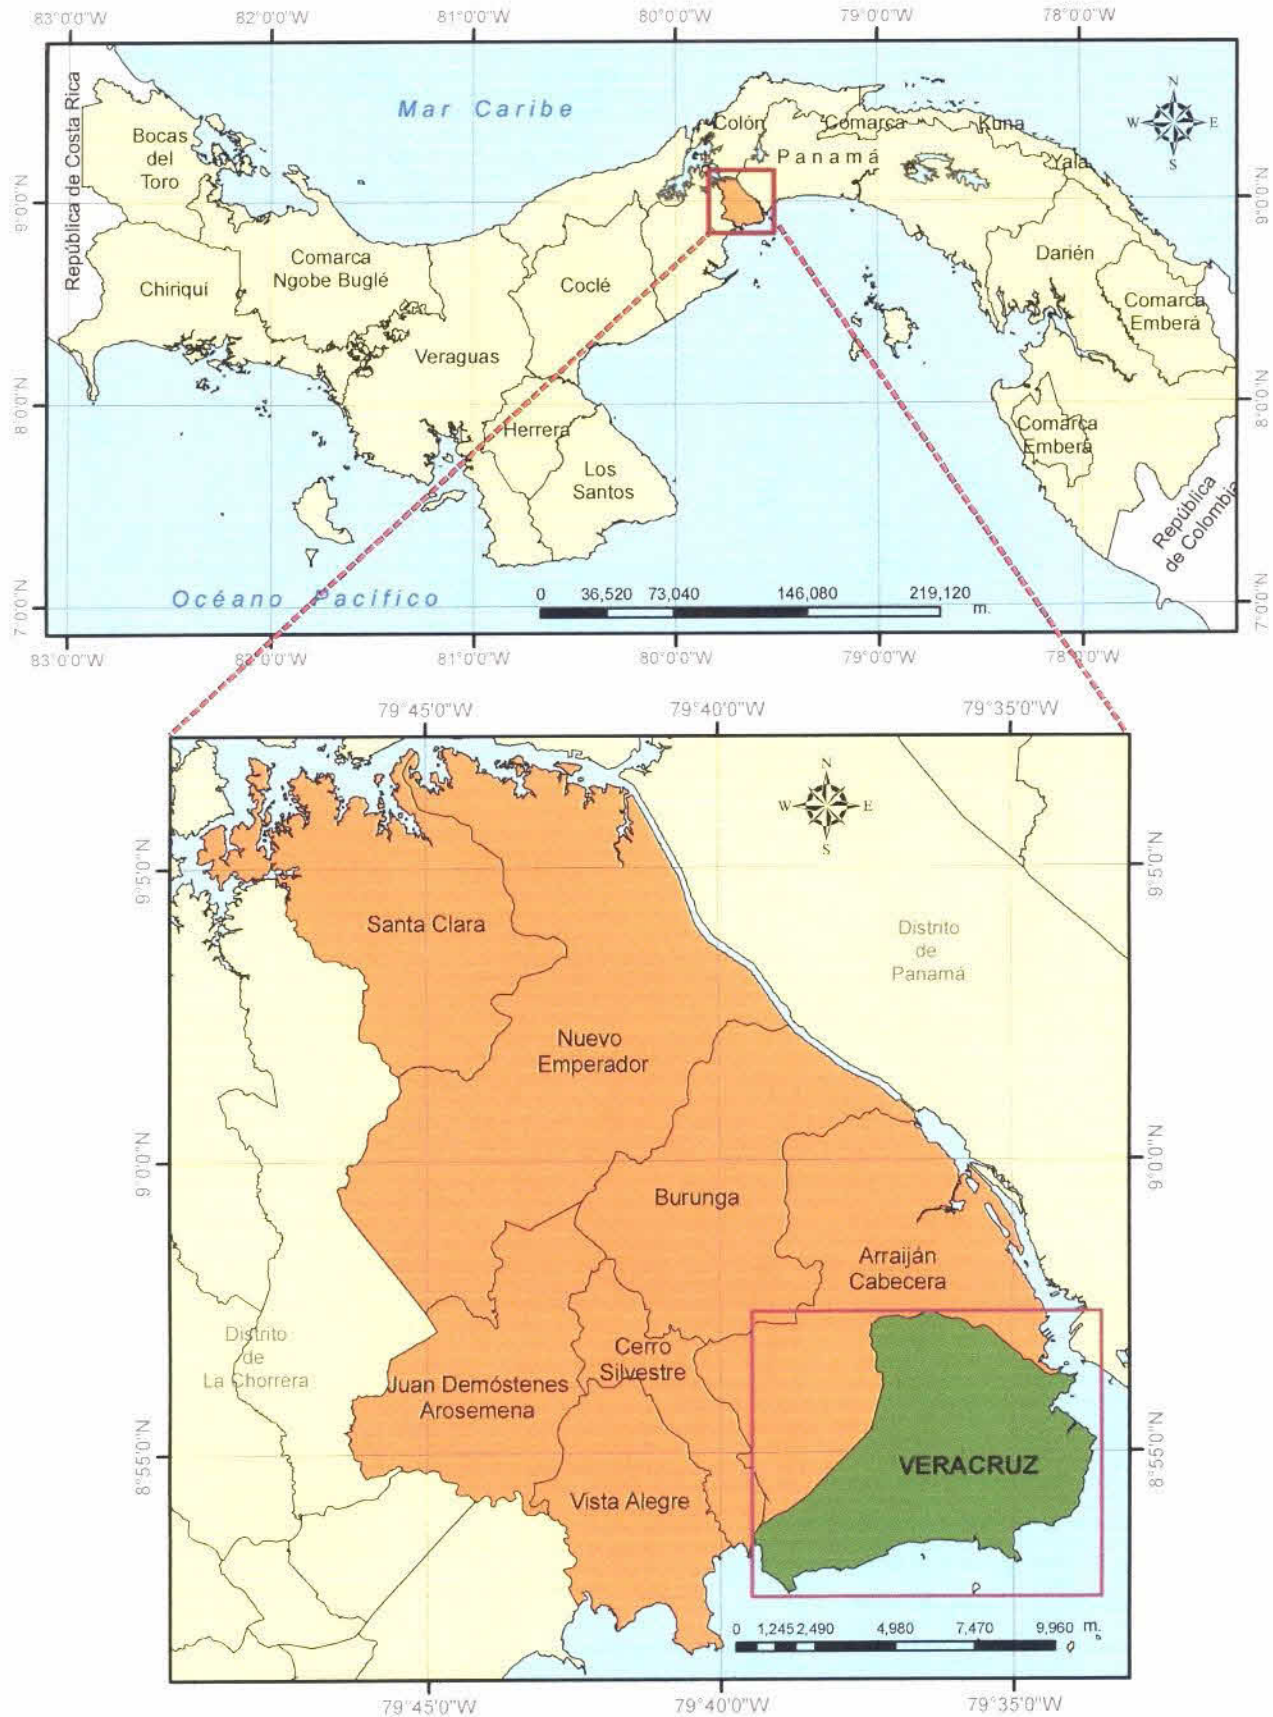 83°0'0"W 82°0'0"W 81°0'0"W 80°0'0"W 79°0'0"W 78°0'0"W
República de Costa Rica
Mar Caribe
N
W E
S
Bocas
del
Toro
Colón
Comarca
Kuna
Yala
Panamá
9°0'0"N
9°0'0"N
Comarca
Ngobe Buglé
Chiriquí
Coclé
Darién
Comarca
Emberá
Veraguas
8°0'0"N
8°0'0"N
Herrera
Los
Santos
Comarca
Emberá
República
de Colombia
Océano Pacífico
0 36,520 73,040 146,080 219,120
m.
7°0'0"N
7°0'0"N
83°0'0"W 82°0'0"W 81°0'0"W 80°0'0"W 79°0'0"W 78°0'0"W
79°45'0"W 79°40'0"W 79°35'0"W
N
W E
S
9°5'0"N
9°5'0"N
Santa Clara
Distrito
de
Panamá
Nuevo
Emperador
9°0'0"N
9°0'0"N
Burunga
Arraiján
Cabecera
Distrito
de
La Chorrera
Cerro
Silvestre
Juan Demóstenes
Arosemena
8°55'0"N
8°55'0"N
VERACRUZ
Vista Alegre
0 1,245 2,490 4,980 7,470 9,960 m.
79°45'0"W 79°40'0"W 79°35'0"W